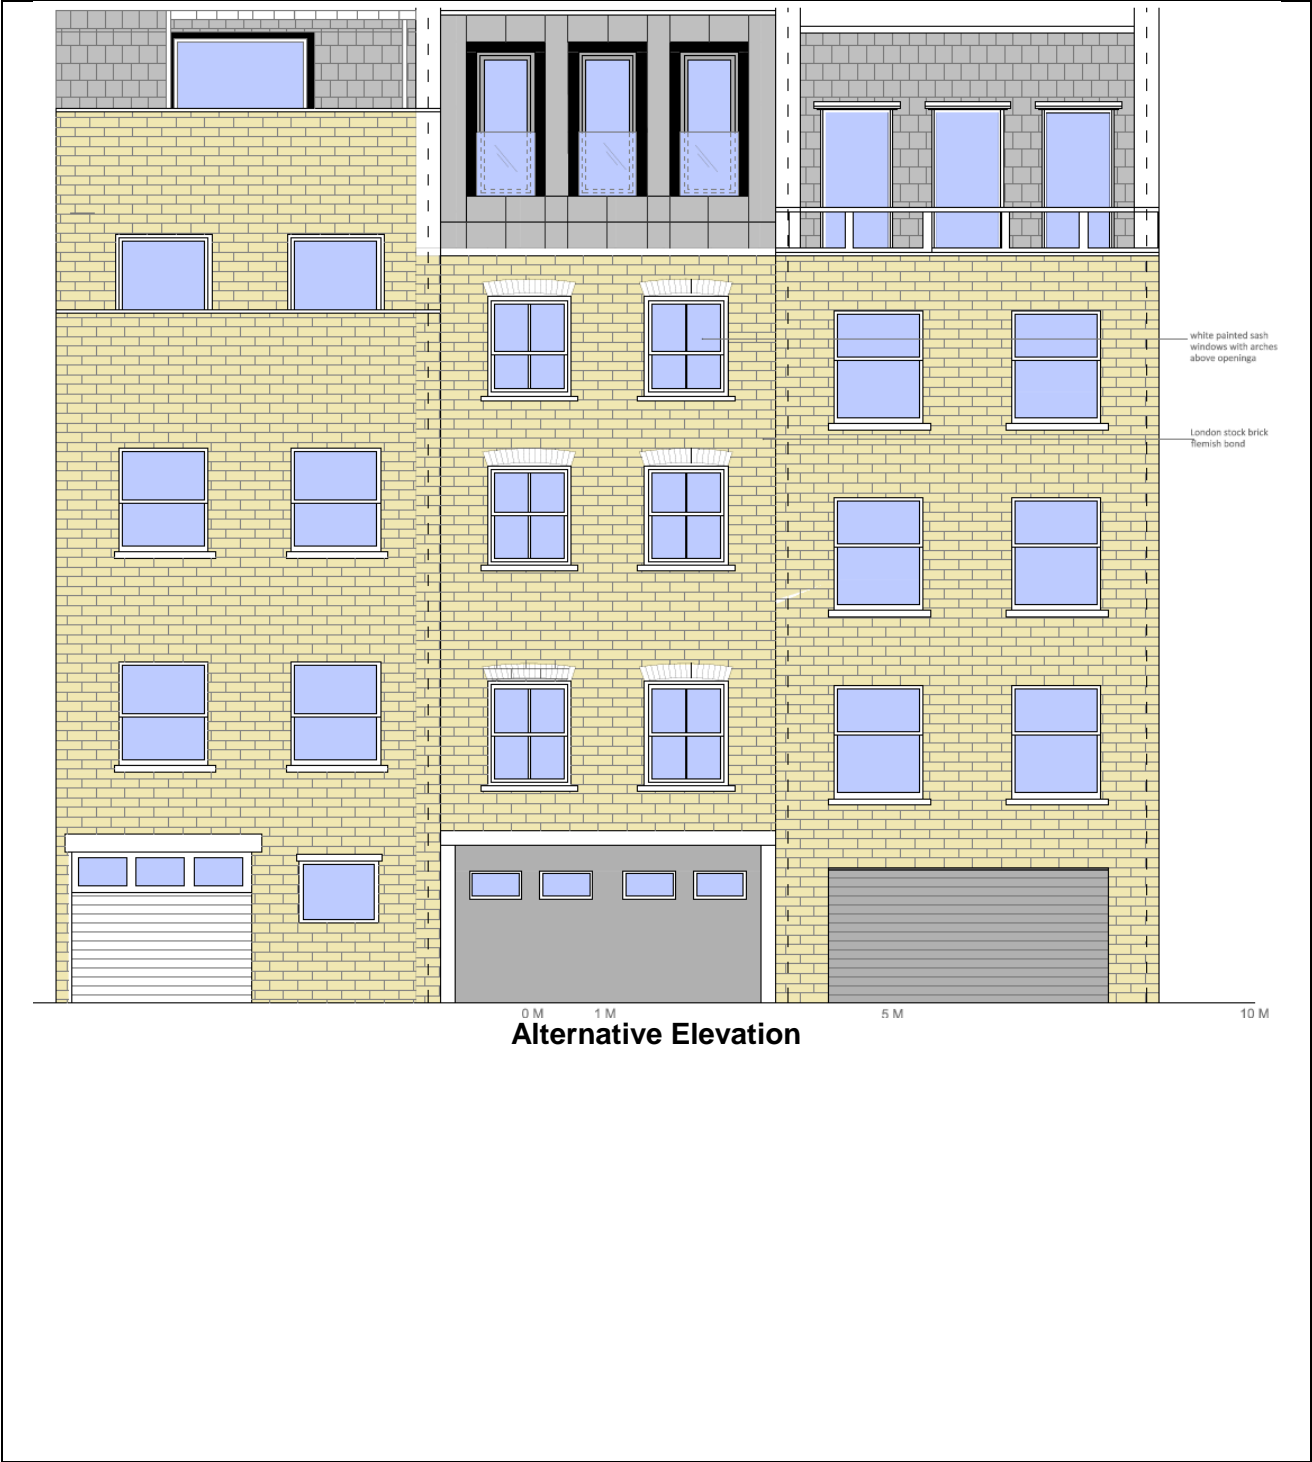 white painted sash
windows with arches
above openinga
London stock brick
flemish bond
0 M 1 M 5 M 10 M
Alternative Elevation